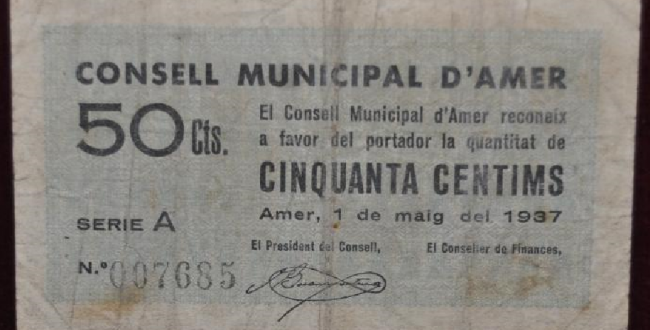 CONSELL MUNICIPAL D'AMER
50 Cts.
El Consell Municipal d'Amer reconeix
a favor del portador la quantitat de
CINQUANTA CENTIMS
SERIE A
Amer, 1 de maig del 1937
El President del Consell,
El Conseller de Finances,
N.º 007685